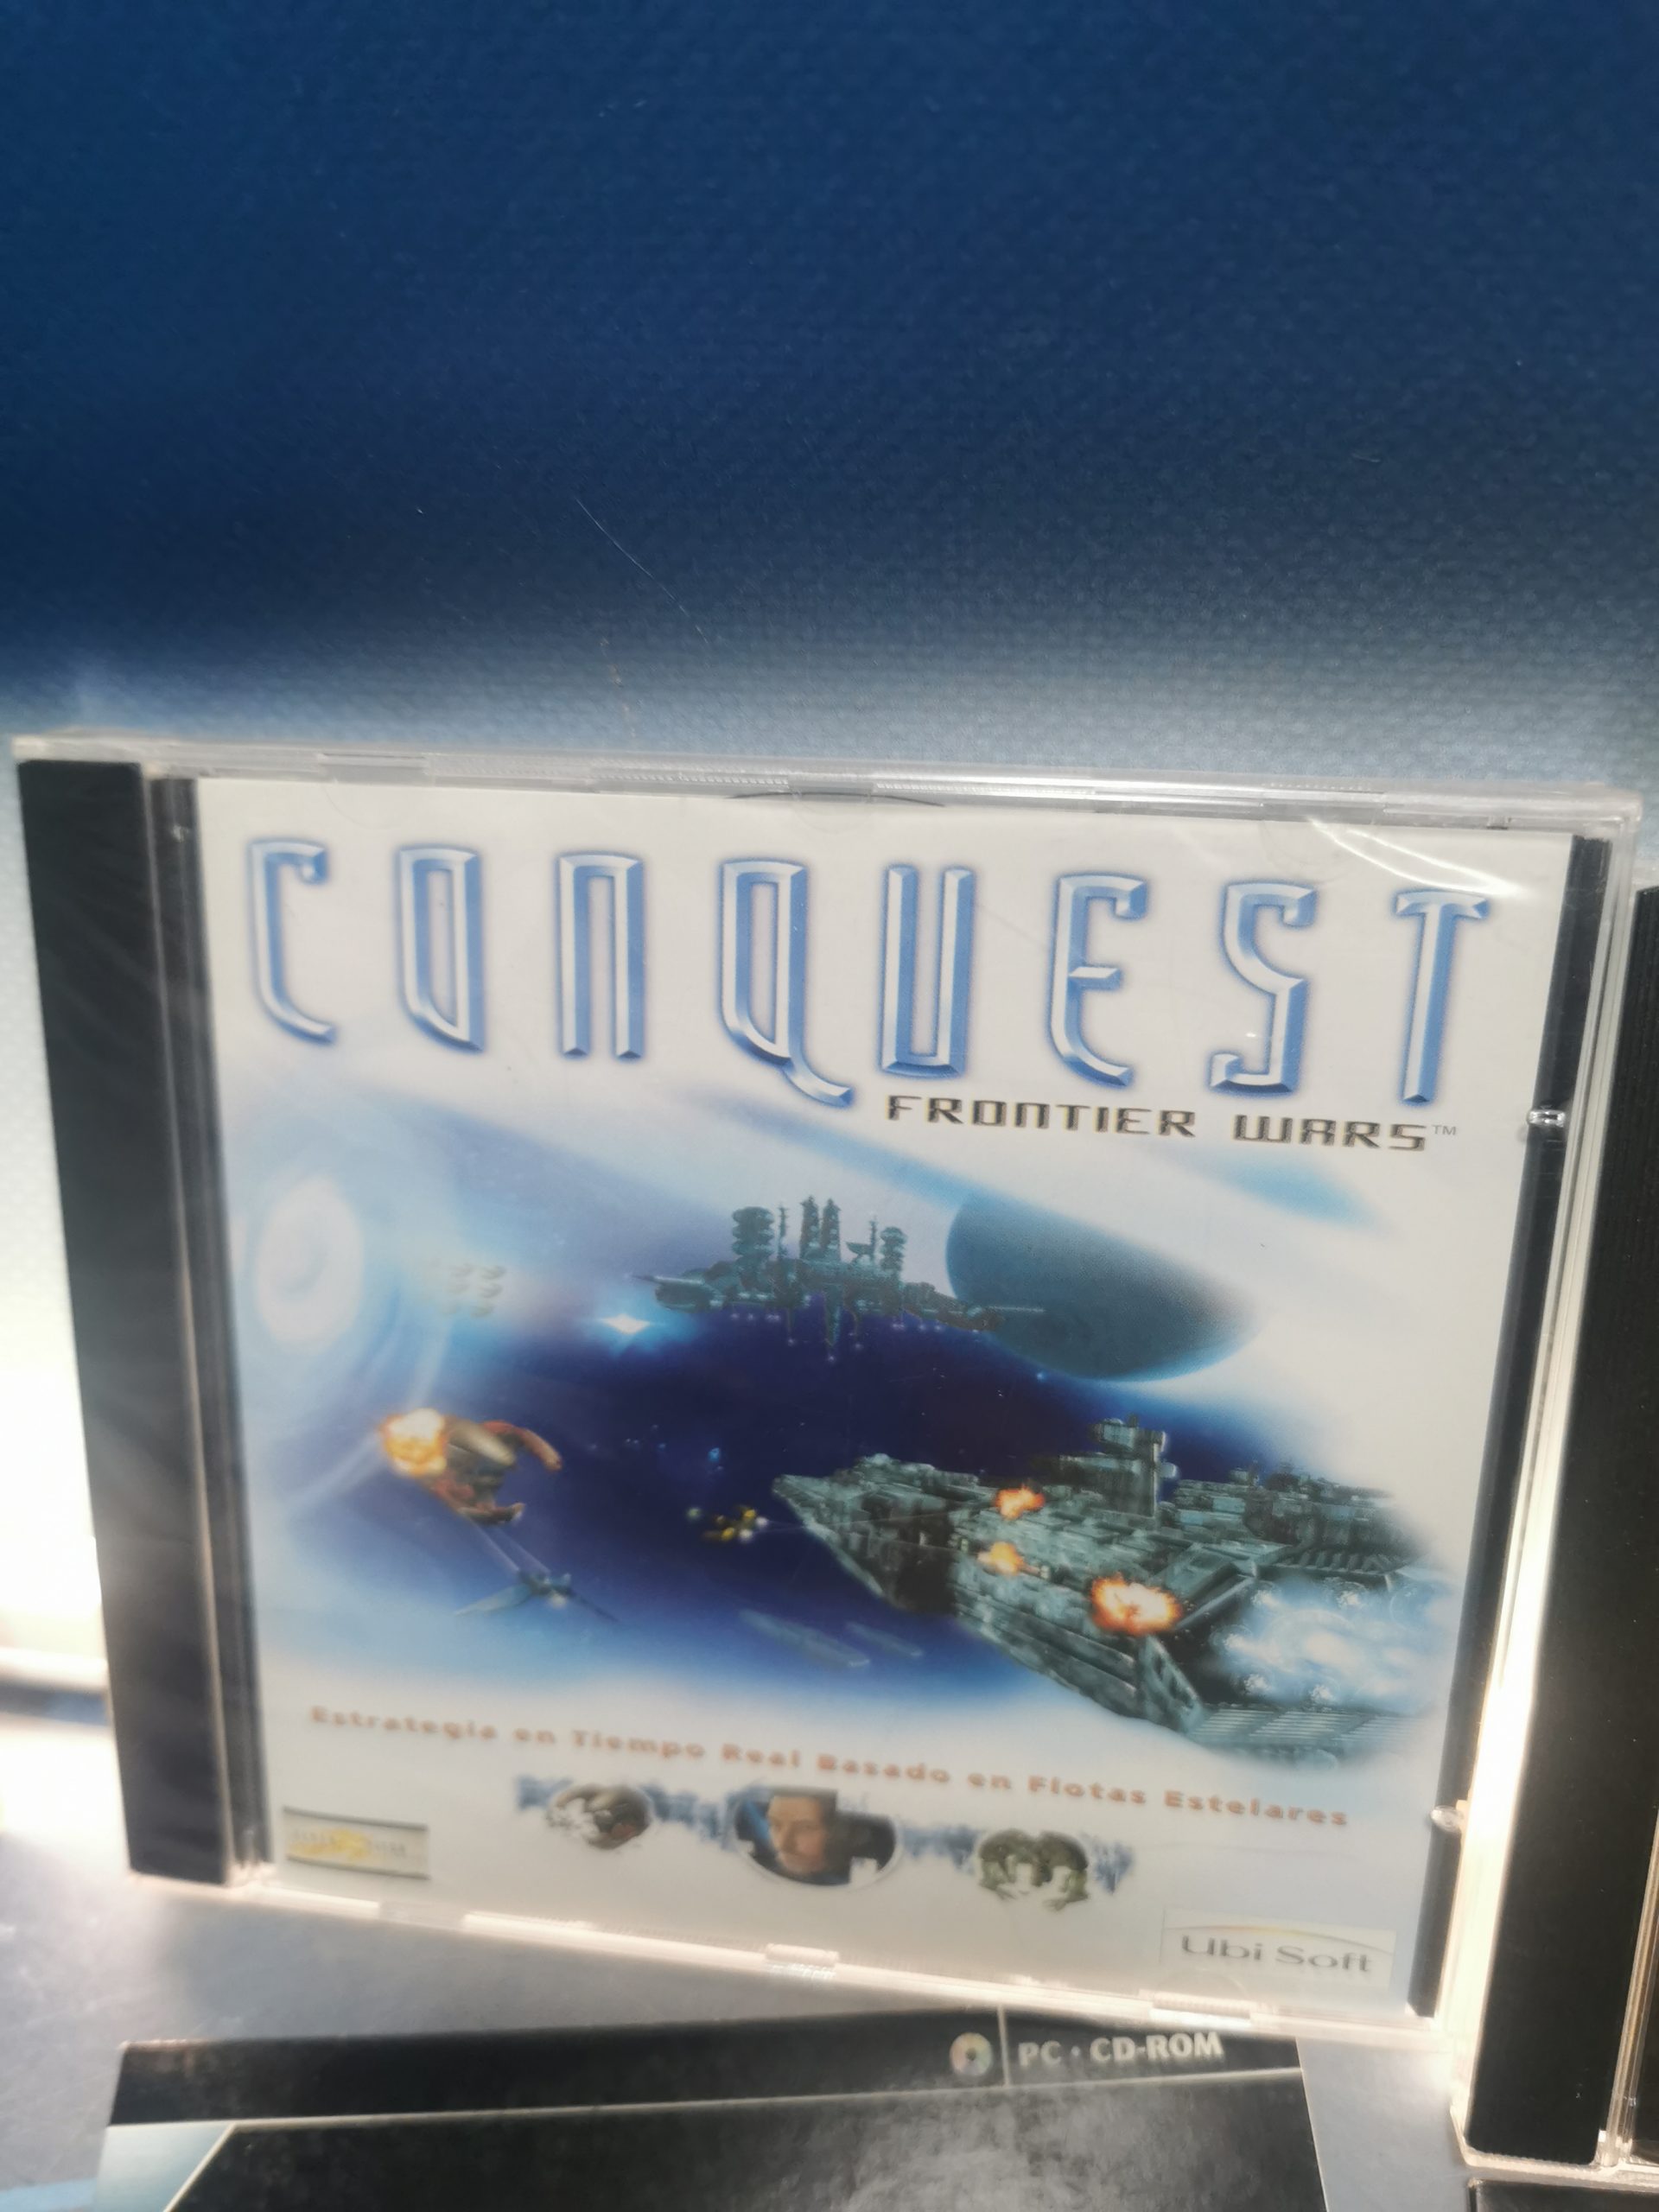 CONQUEST
FRONTIER WARS™
Estrategia en Tiempo Real Basado en Flotas Estelares
Ubi Soft
PC · CD-ROM